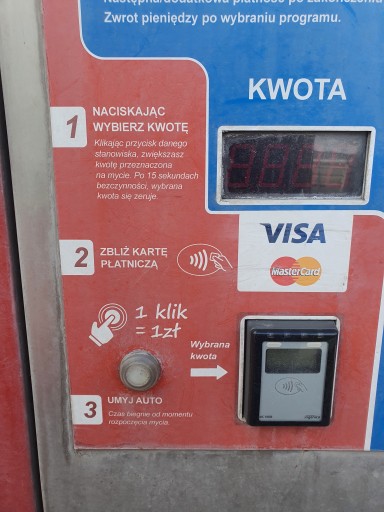 Następna/dodatkowa płatność po zakończeniu
Zwrot pieniędzy po wybraniu programu.
KWOTA
1
NACISKAJĄC
WYBIERZ KWOTĘ
Klikając przycisk danego
stanowiska, zwiększasz
kwotę przeznaczoną
na mycie. Po 15 sekundach
bezczynności, wybrana
kwota się zeruje.
2
ZBLIŻ KARTĘ
PŁATNICZĄ
VISA
MasterCard
1 klik
= 1zł
Wybrana
kwota
3
UMYJ AUTO
Czas biegnie od momentu
rozpoczęcia mycia.